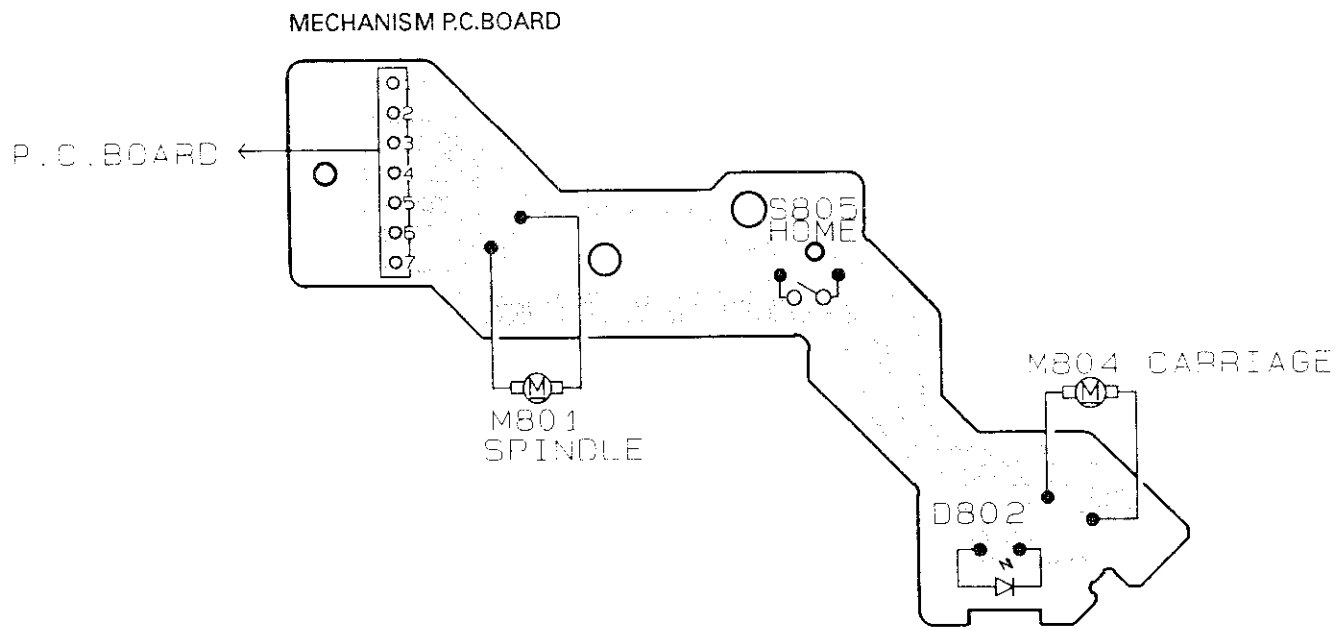 MECHANISM P.C.BOARD
1
2
3
4
5
6
7
P.C.BOARD
S805
HOME
M
M801
SPINDLE
M804 CARRIAGE
M
D802